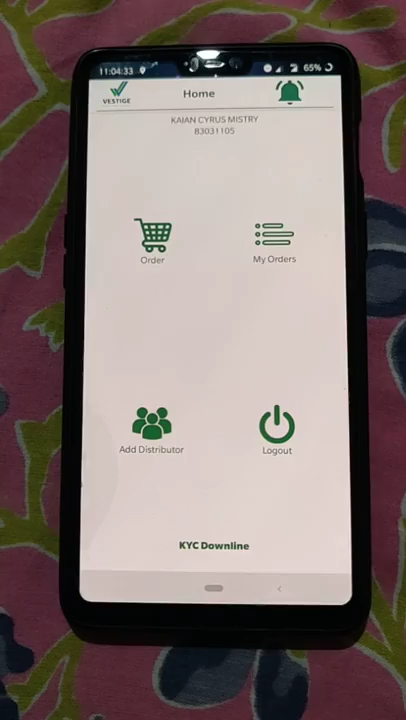 11:04:33
65%
VESTIGE
Home
KAIAN CYRUS MISTRY
83031105
Order
My Orders
Add Distributor
Logout
KYC Downline